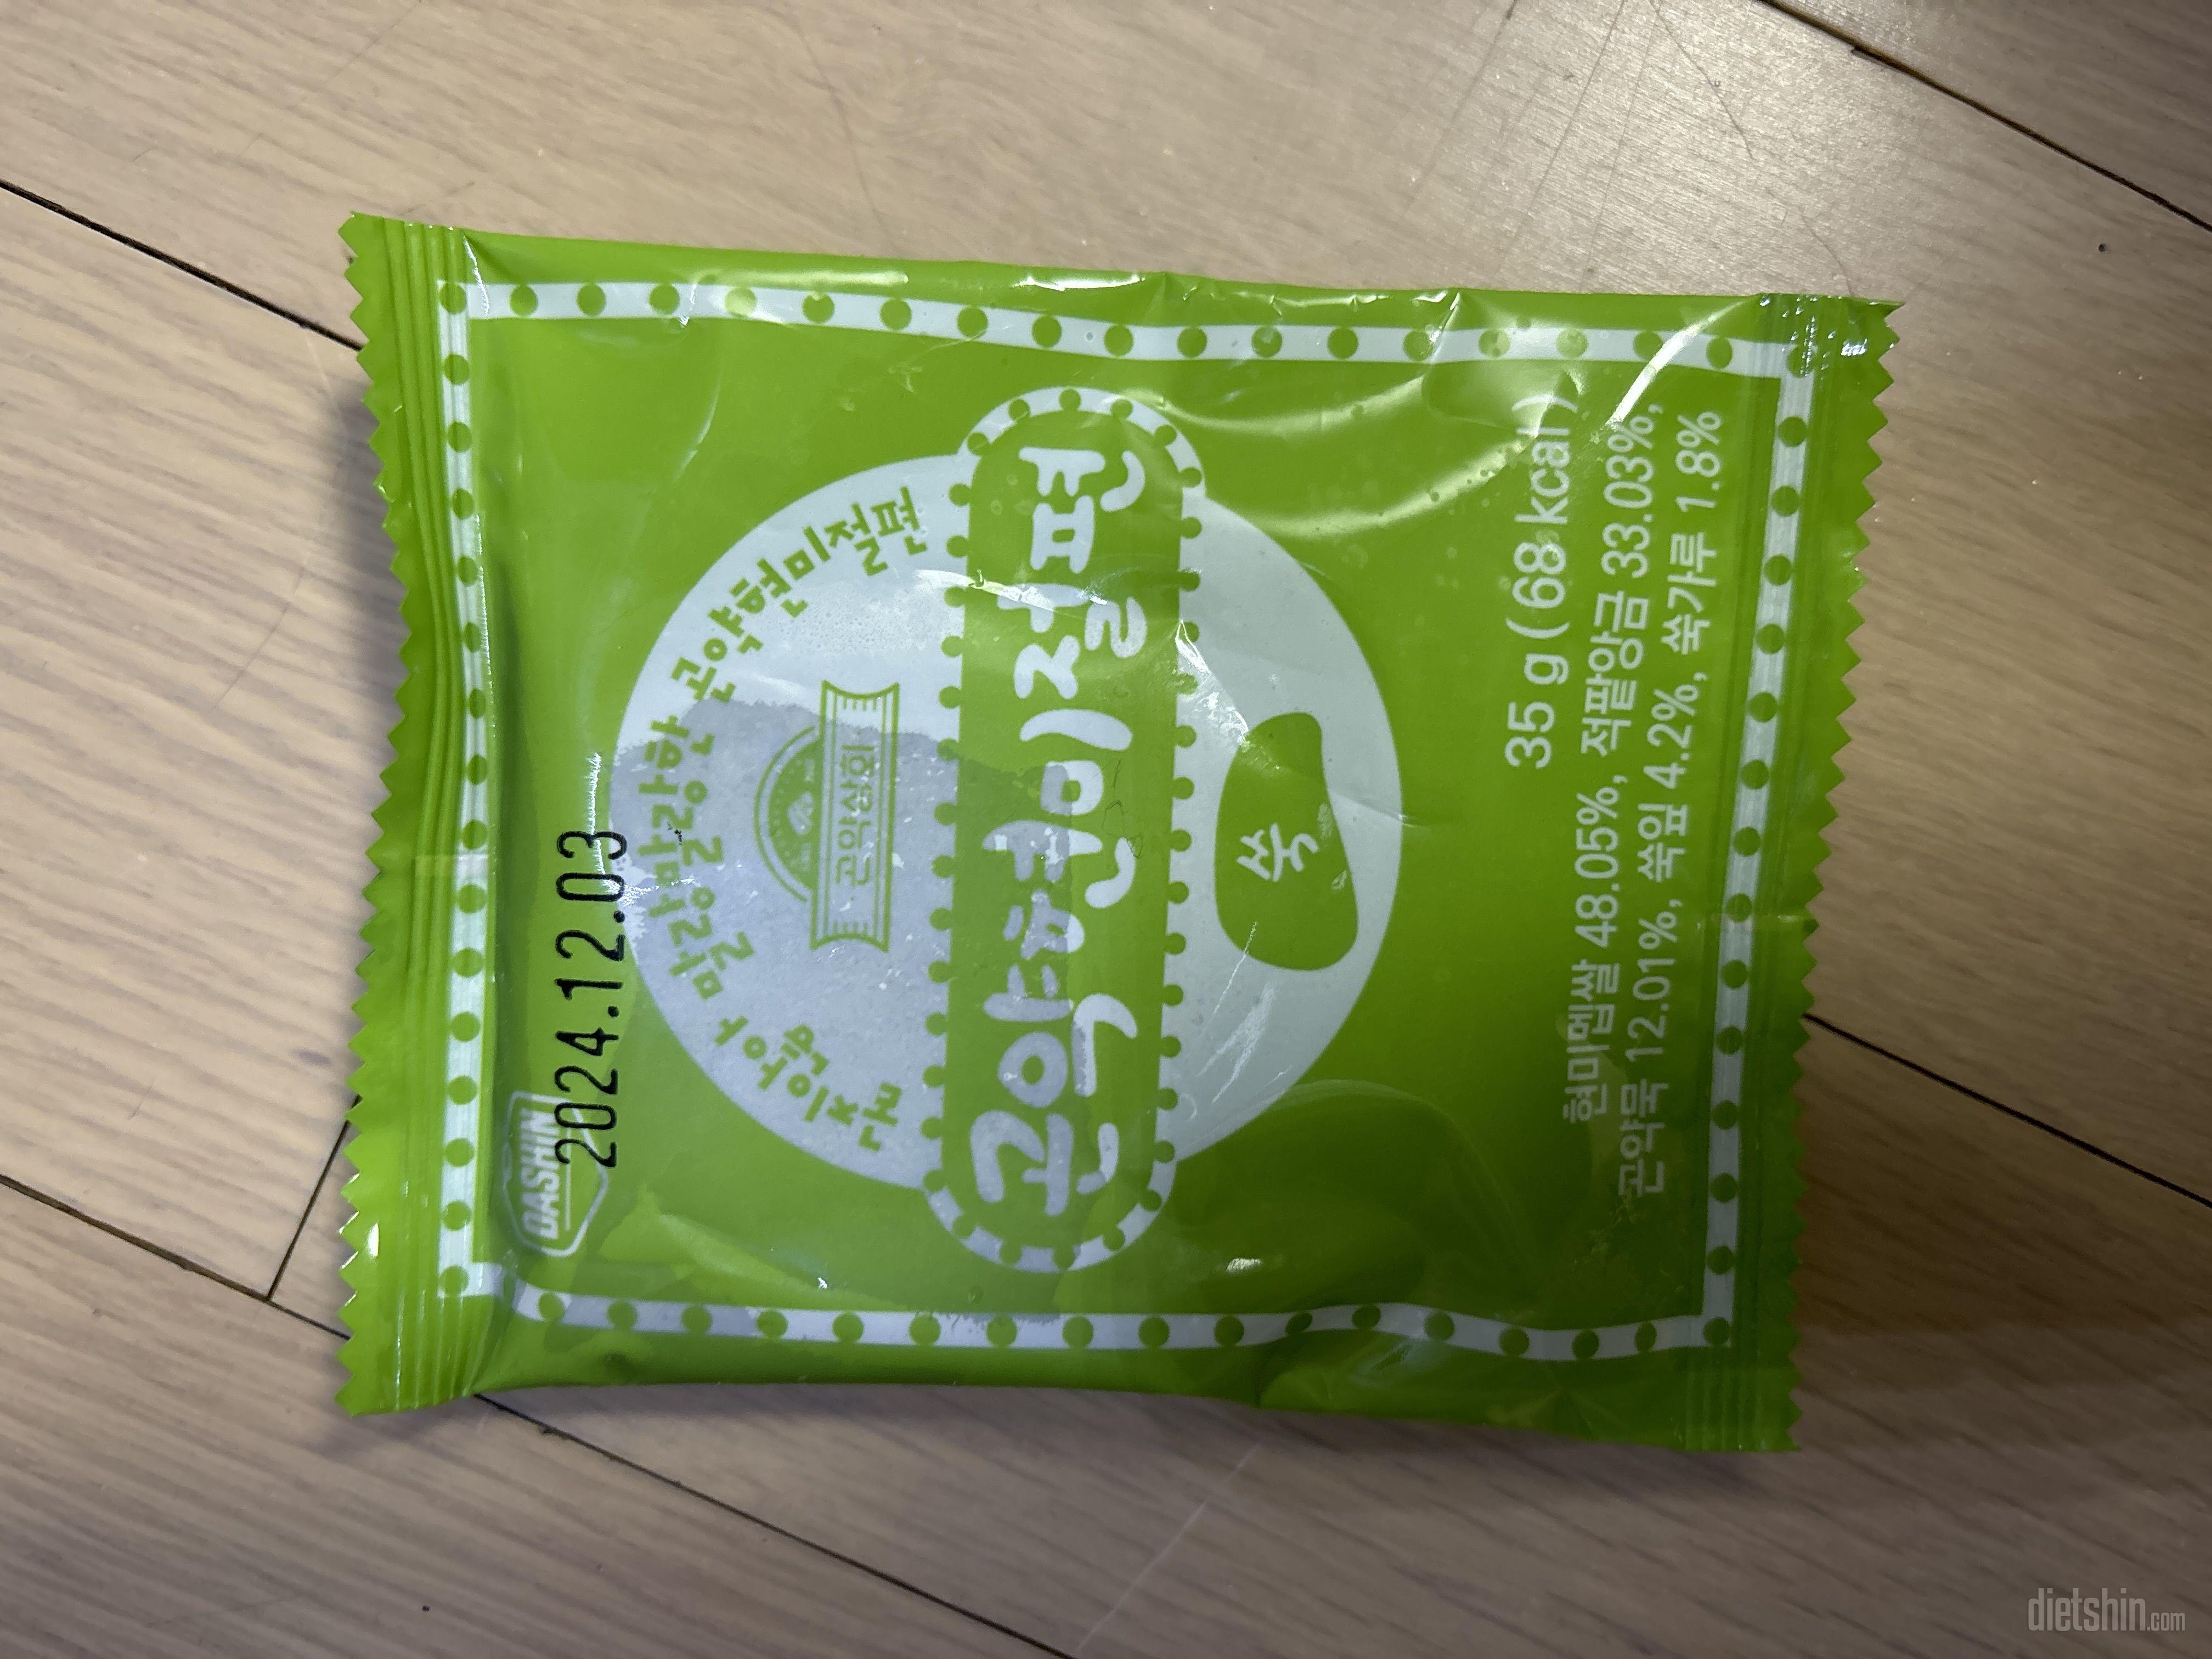 DASHIN
2024.12.03
쫀득
쫀지아아 말랑말랑한 곤약현미절편
곤약상회
곤약현미절편
쑥
35 g ( 68 kcal )
현미멥쌀 48.05%, 적팥앙금 33.03%,
곤약묵 12.01%, 쑥잎 4.2%, 쑥가루 1.8%
dietshin.com